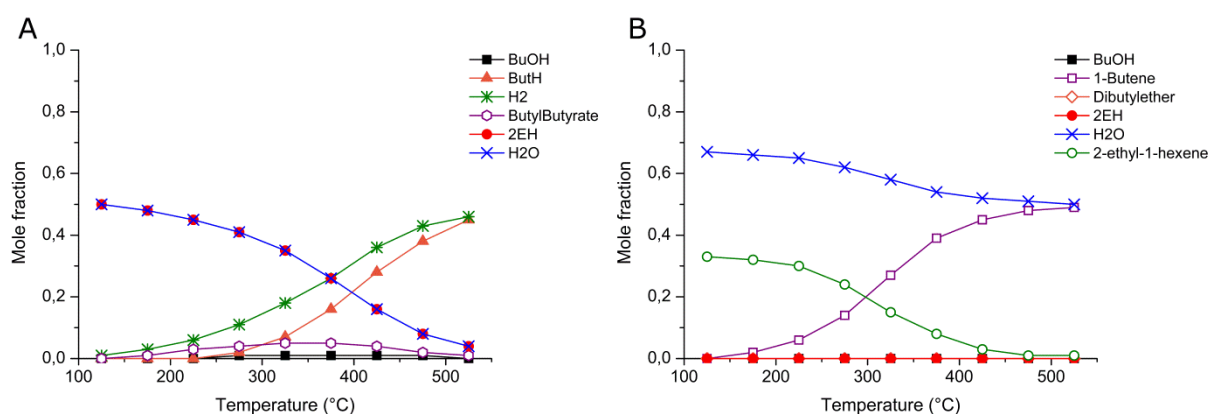 A
B
1,0
0,8
0,6
0,4
0,2
0,0
Mole fraction
100
200
300
400
500
Temperature (°C)
BuOH
ButH
H2
ButylButyrate
2EH
H2O
1,0
0,8
0,6
0,4
0,2
0,0
Mole fraction
100
200
300
400
500
Temperature (°C)
BuOH
1-Butene
Dibutylether
2EH
H2O
2-ethyl-1-hexene